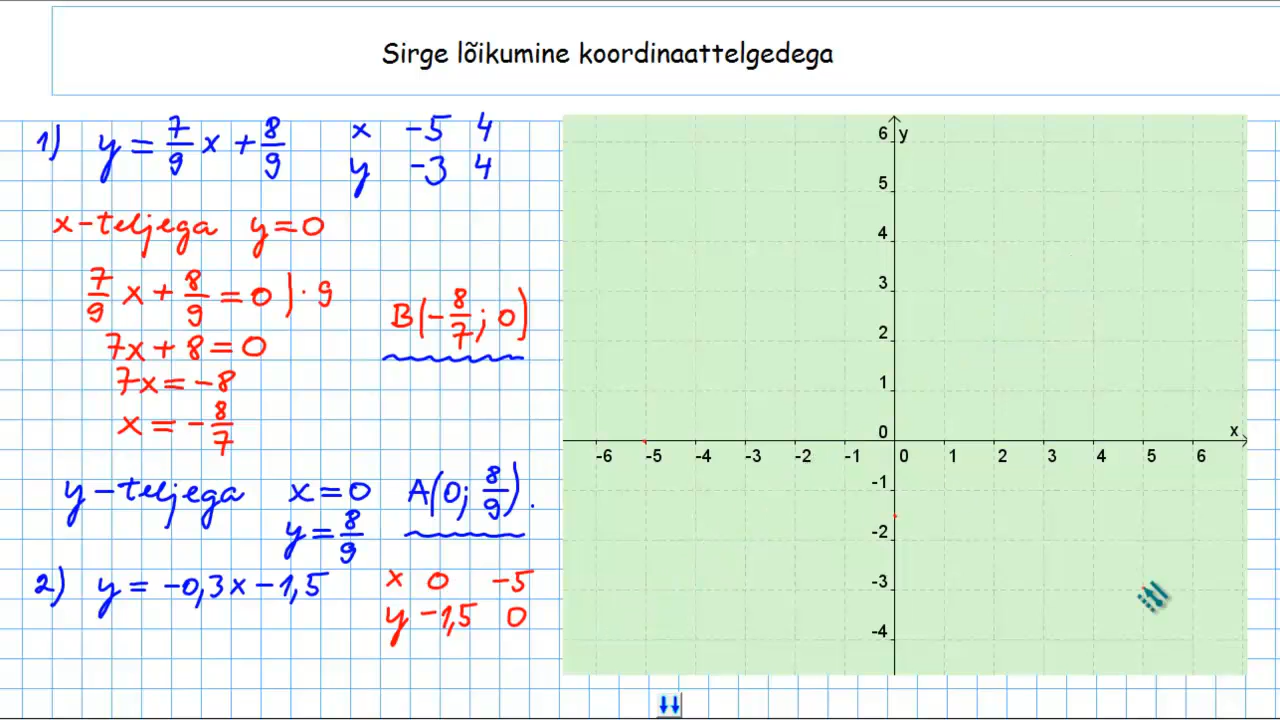 Sirge lõikumine koordinaattelgedega
1) y = 7/9 x + 8/9
x -5 4
y -3 4
x-teljega y = 0
7/9 x + 8/9 = 0 | · 9
7x + 8 = 0
7x = -8
x = -8/7
B(-8/7; 0)
y-teljega x = 0
y = 8/9
A(0; 8/9).
2) y = -0,3x - 1,5
x 0 -5
y -1,5 0
y
6
5
4
3
2
1
0
-1
-2
-3
-4
-6 -5 -4 -3 -2 -1 0 1 2 3 4 5 6
x